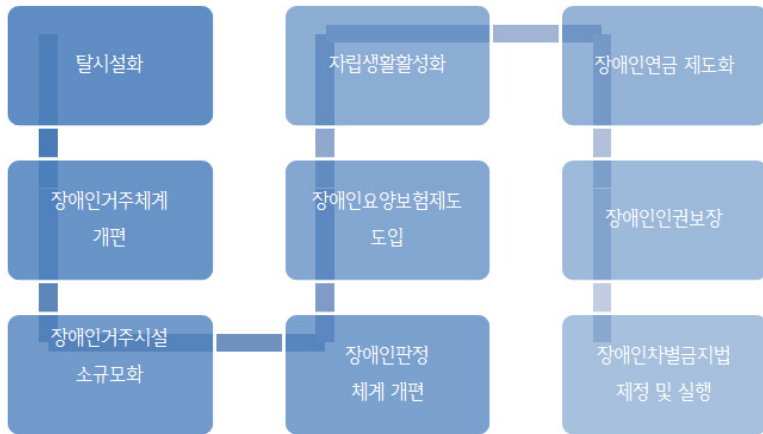 탈시설화
장애인거주체계
개편
장애인거주시설
소규모화
장애인판정
체계 개편
장애인요양보험제도
도입
자립생활활성화
장애인연금 제도화
장애인인권보장
장애인차별금지법
제정 및 실행